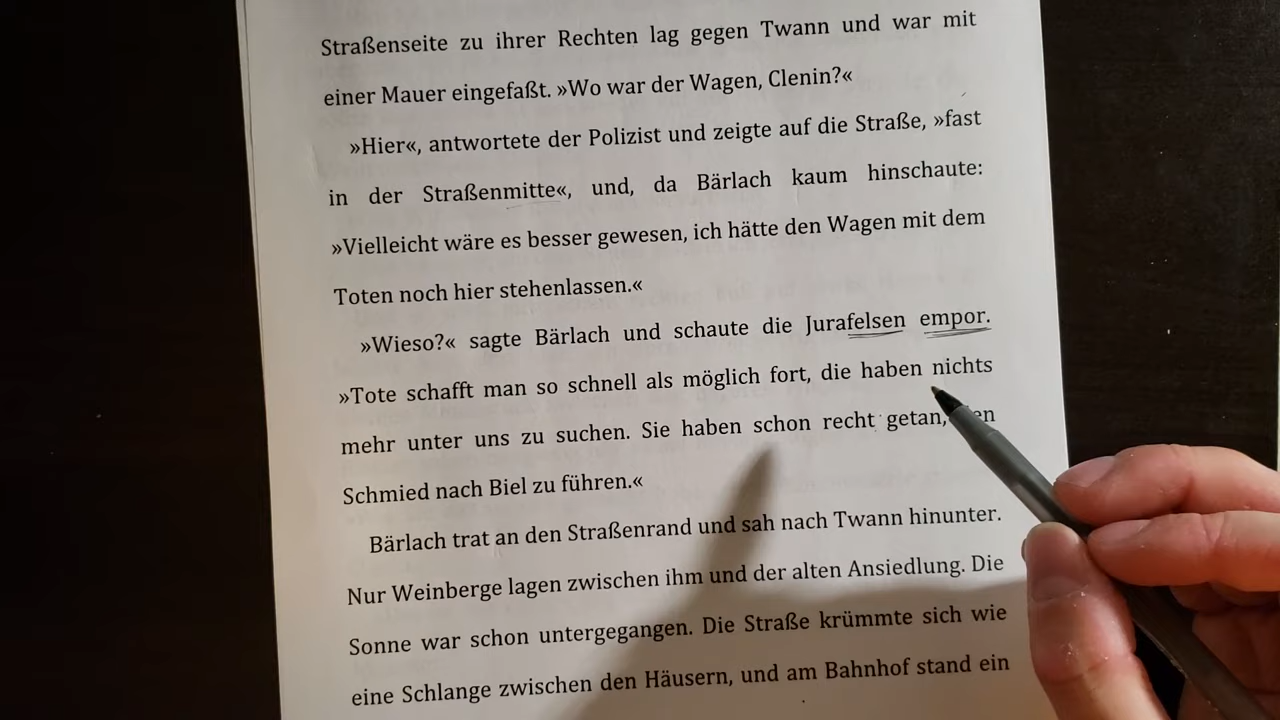 Straßenseite zu ihrer Rechten lag gegen Twann und war mit
einer Mauer eingefaßt. »Wo war der Wagen, Clenin?«
»Hier«, antwortete der Polizist und zeigte auf die Straße, »fast
in der Straßenmitte«, und, da Bärlach kaum hinschaute:
»Vielleicht wäre es besser gewesen, ich hätte den Wagen mit dem
Toten noch hier stehenlassen.«
»Wieso?« sagte Bärlach und schaute die Jurafelsen empor.
»Tote schafft man so schnell als möglich fort, die haben nichts
mehr unter uns zu suchen. Sie haben schon recht getan,
Schmied nach Biel zu führen.«
Bärlach trat an den Straßenrand und sah nach Twann hinunter.
Nur Weinberge lagen zwischen ihm und der alten Ansiedlung. Die
Sonne war schon untergegangen. Die Straße krümmte sich wie
eine Schlange zwischen den Häusern, und am Bahnhof stand ein